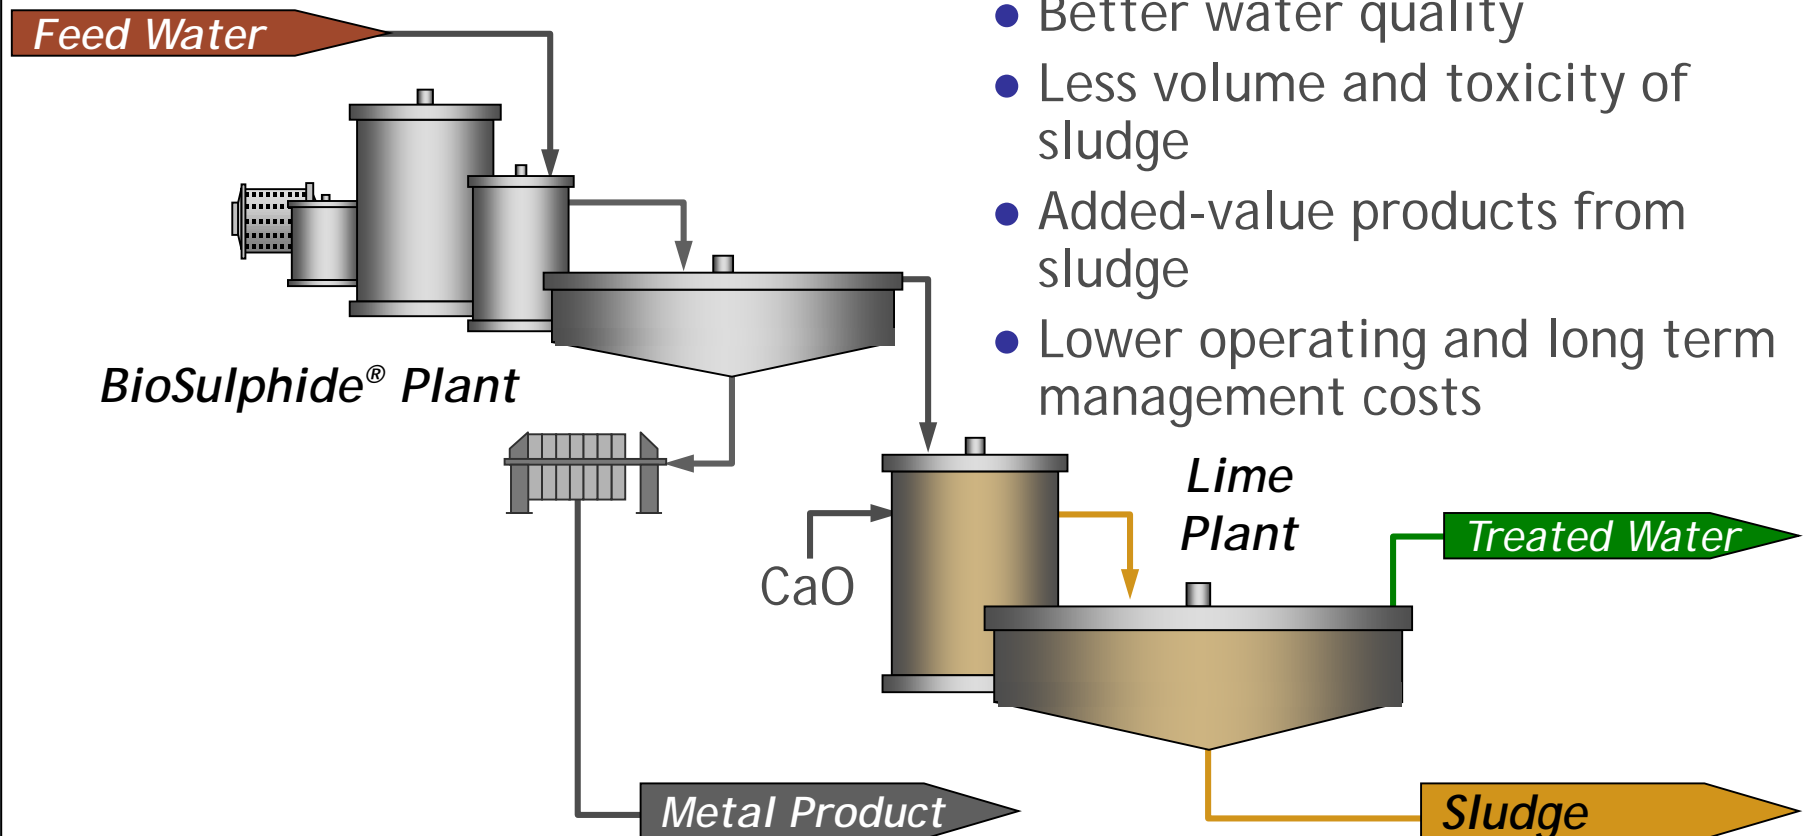 Feed Water
● Better water quality
● Less volume and toxicity of
sludge
● Added-value products from
sludge
● Lower operating and long term
management costs
BioSulphide® Plant
Lime
Plant
CaO
Treated Water
Metal Product
Sludge